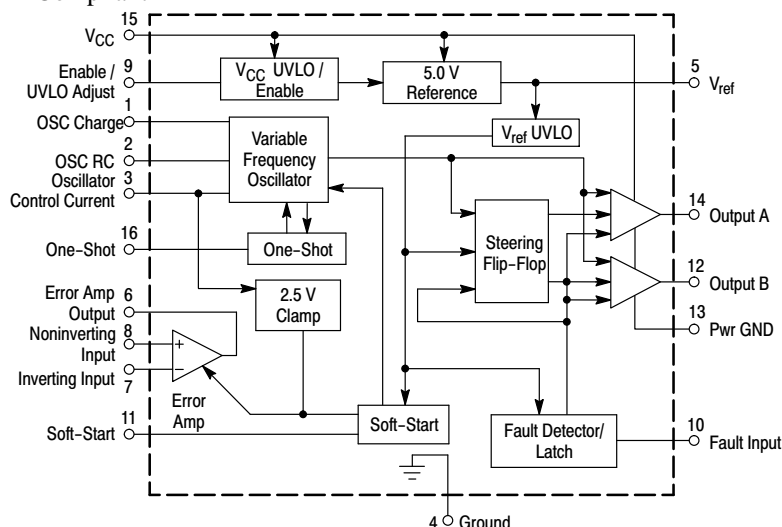 15
V_CC
Enable /
UVLO Adjust
9
1
OSC Charge
2
OSC RC
Oscillator
Control Current
3
16
One-Shot
Error Amp
Output
6
Noninverting
Input
8
Inverting Input
7
11
Soft-Start
V_CC UVLO /
Enable
5.0 V
Reference
V_ref UVLO
Variable
Frequency
Oscillator
One-Shot
2.5 V
Clamp
+
−
Error
Amp
Soft-Start
Steering
Flip-Flop
Fault Detector/
Latch
5
V_ref
14
Output A
12
Output B
13
Pwr GND
10
Fault Input
4 Ground